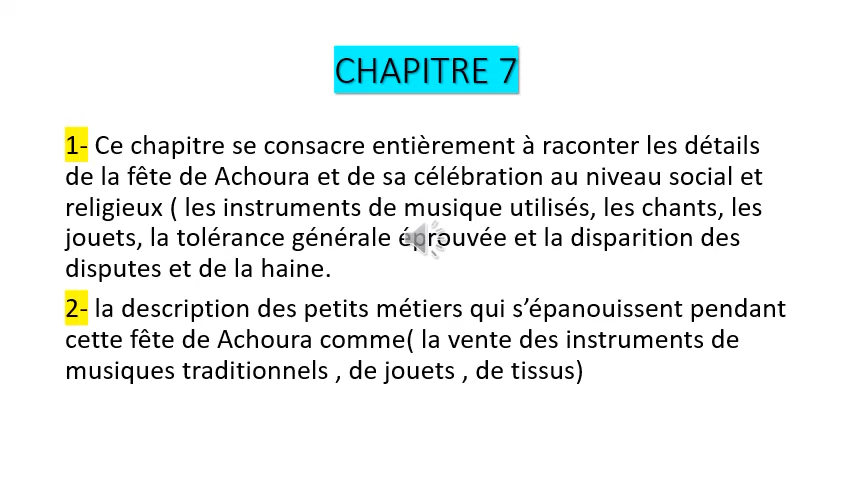 CHAPITRE 7
1- Ce chapitre se consacre entièrement à raconter les détails
de la fête de Achoura et de sa célébration au niveau social et
religieux ( les instruments de musique utilisés, les chants, les
jouets, la tolérance générale éprouvée et la disparition des
disputes et de la haine.
2- la description des petits métiers qui s’épanouissent pendant
cette fête de Achoura comme( la vente des instruments de
musiques traditionnels , de jouets , de tissus)